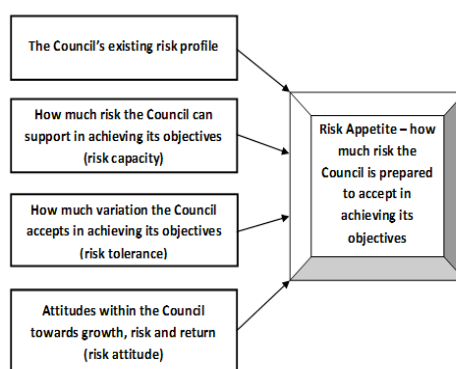 The Council's existing risk profile
How much risk the Council can
support in achieving its objectives
(risk capacity)
How much variation the Council
accepts in achieving its objectives
(risk tolerance)
Attitudes within the Council
towards growth, risk and return
(risk attitude)
Risk Appetite – how
much risk the
Council is prepared
to accept in
achieving its
objectives